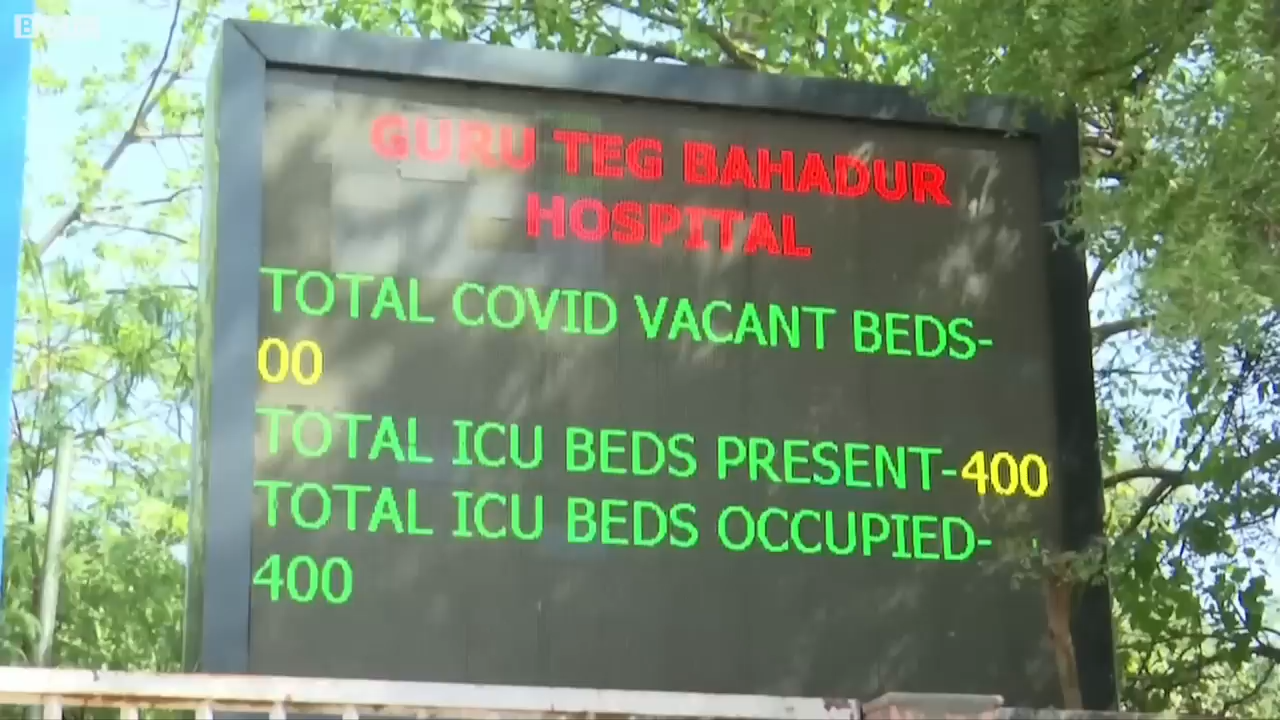 GURU TEG BAHADUR
HOSPITAL
TOTAL COVID VACANT BEDS-
00
TOTAL ICU BEDS PRESENT-400
TOTAL ICU BEDS OCCUPIED-
400